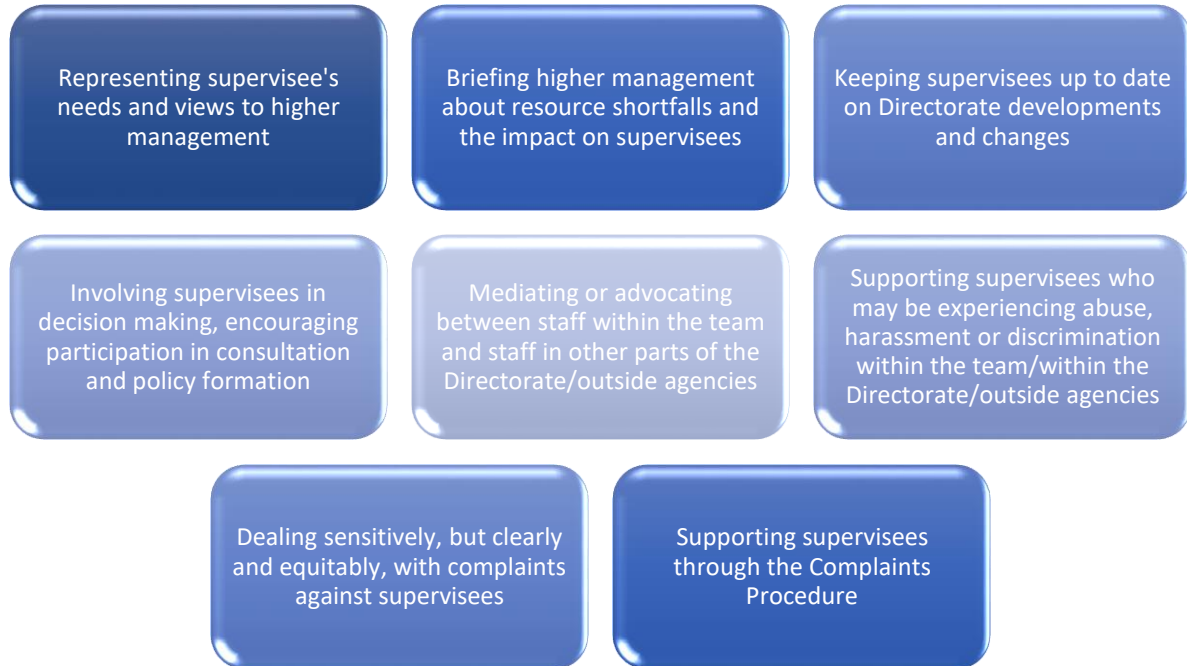 Representing supervisee's
needs and views to higher
management
Briefing higher management
about resource shortfalls and
the impact on supervisees
Keeping supervisees up to date
on Directorate developments
and changes
Involving supervisees in
decision making, encouraging
participation in consultation
and policy formation
Mediating or advocating
between staff within the team
and staff in other parts of the
Directorate/outside agencies
Supporting supervisees who
may be experiencing abuse,
harassment or discrimination
within the team/within the
Directorate/outside agencies
Dealing sensitively, but clearly
and equitably, with complaints
against supervisees
Supporting supervisees
through the Complaints
Procedure